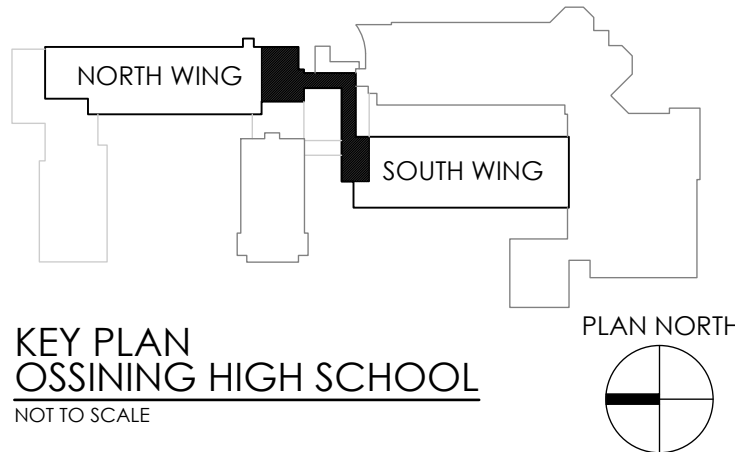 NORTH WING
SOUTH WING
KEY PLAN
OSSINING HIGH SCHOOL
NOT TO SCALE
PLAN NORTH